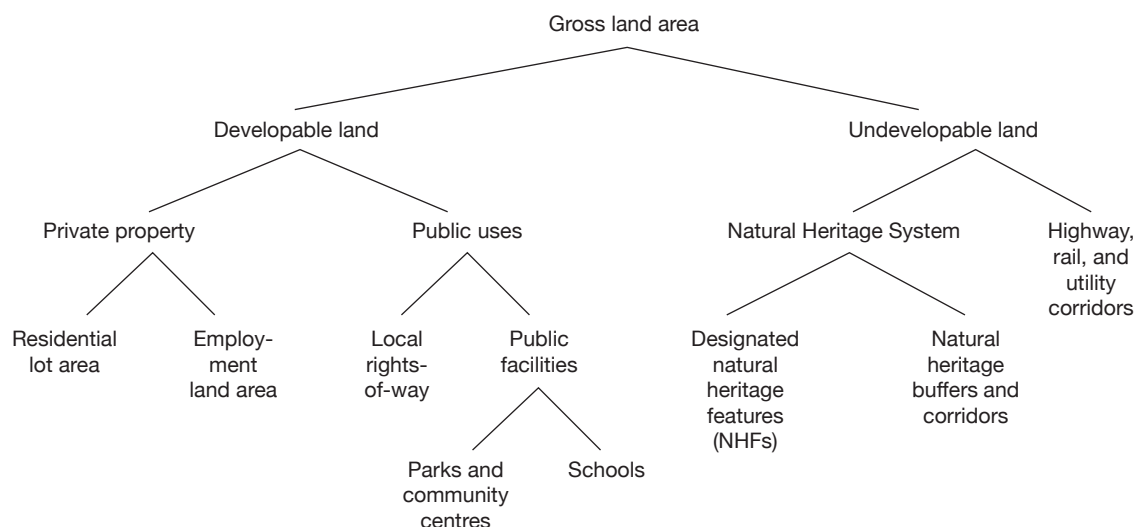 Gross land area
Developable land
Undevelopable land
Private property
Public uses
Natural Heritage System
Highway,
rail, and
utility
corridors
Residential
lot area
Employ-
ment
land area
Local
rights-
of-way
Public
facilities
Designated
natural
heritage
features
(NHFs)
Natural
heritage
buffers and
corridors
Parks and
community
centres
Schools